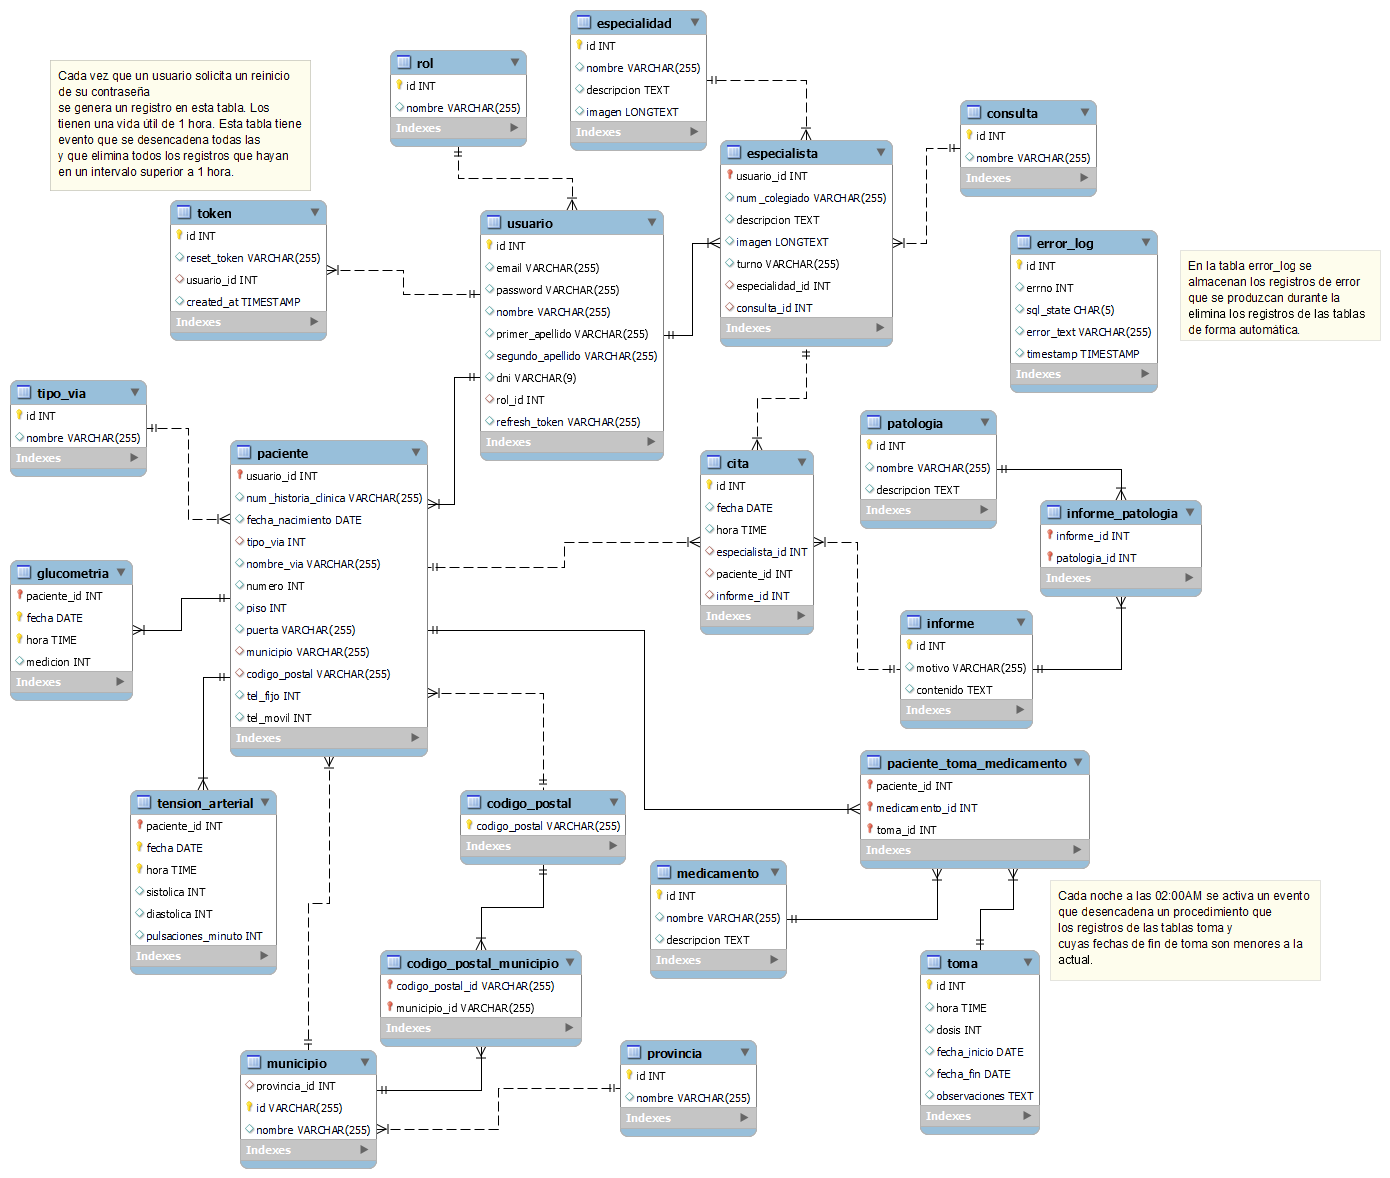 especialidad
id INT
nombre VARCHAR(255)
descripcion TEXT
imagen LONGTEXT
Indexes
rol
id INT
nombre VARCHAR(255)
Indexes
Cada vez que un usuario solicita un reinicio
de su contraseña
se genera un registro en esta tabla. Los
tienen una vida útil de 1 hora. Esta tabla tiene
evento que se desencadena todas las
y que elimina todos los registros que hayan
en un intervalo superior a 1 hora.
consulta
id INT
nombre VARCHAR(255)
Indexes
especialista
usuario_id INT
num_colegiado VARCHAR(255)
descripcion TEXT
imagen LONGTEXT
turno VARCHAR(255)
especialidad_id INT
consulta_id INT
Indexes
token
id INT
reset_token VARCHAR(255)
usuario_id INT
created_at TIMESTAMP
Indexes
usuario
id INT
email VARCHAR(255)
password VARCHAR(255)
nombre VARCHAR(255)
primer_apellido VARCHAR(255)
segundo_apellido VARCHAR(255)
dni VARCHAR(9)
rol_id INT
refresh_token VARCHAR(255)
Indexes
error_log
id INT
errno INT
sql_state CHAR(5)
error_text VARCHAR(255)
timestamp TIMESTAMP
Indexes
En la tabla error_log se
almacenan los registros de error
que se produzcan durante la
elimina los registros de las tablas
de forma automática.
tipo_via
id INT
nombre VARCHAR(255)
Indexes
paciente
usuario_id INT
num_historia_clinica VARCHAR(255)
fecha_nacimiento DATE
tipo_via INT
nombre_via VARCHAR(255)
numero INT
piso INT
puerta VARCHAR(255)
municipio VARCHAR(255)
codigo_postal VARCHAR(255)
tel_fijo INT
tel_movil INT
Indexes
cita
id INT
fecha DATE
hora TIME
especialista_id INT
paciente_id INT
informe_id INT
Indexes
patologia
id INT
nombre VARCHAR(255)
descripcion TEXT
Indexes
informe_patologia
informe_id INT
patologia_id INT
Indexes
glucometria
paciente_id INT
fecha DATE
hora TIME
medicion INT
Indexes
informe
id INT
motivo VARCHAR(255)
contenido TEXT
Indexes
tension_arterial
paciente_id INT
fecha DATE
hora TIME
sistolica INT
diastolica INT
pulsaciones_minuto INT
Indexes
codigo_postal
codigo_postal VARCHAR(255)
Indexes
paciente_toma_medicamento
paciente_id INT
medicamento_id INT
toma_id INT
Indexes
medicamento
id INT
nombre VARCHAR(255)
descripcion TEXT
Indexes
Cada noche a las 02:00AM se activa un evento
que desencadena un procedimiento que
los registros de las tablas toma y
cuyas fechas de fin de toma son menores a la
actual.
codigo_postal_municipio
codigo_postal_id VARCHAR(255)
municipio_id VARCHAR(255)
Indexes
toma
id INT
hora TIME
dosis INT
fecha_inicio DATE
fecha_fin DATE
observaciones TEXT
Indexes
municipio
provincia_id INT
id VARCHAR(255)
nombre VARCHAR(255)
Indexes
provincia
id INT
nombre VARCHAR(255)
Indexes